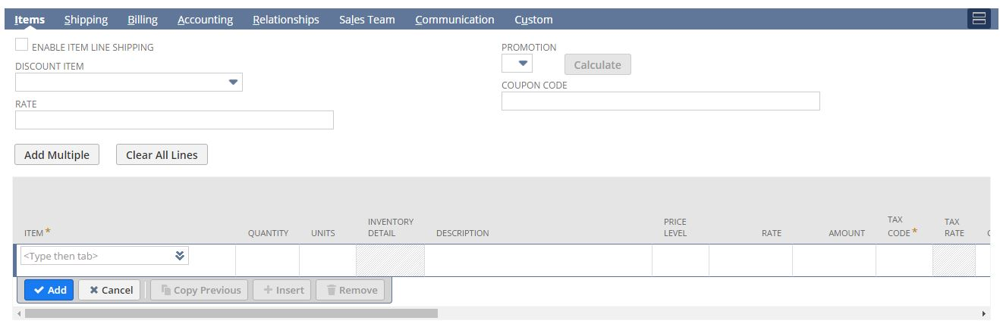 Items Shipping Billing Accounting Relationships Sales Team Communication Custom
ENABLE ITEM LINE SHIPPING
PROMOTION
DISCOUNT ITEM
Calculate
COUPON CODE
RATE
Add Multiple Clear All Lines
ITEM * QUANTITY UNITS INVENTORY DETAIL DESCRIPTION PRICE LEVEL RATE AMOUNT TAX CODE * TAX RATE
<Type then tab>
Add Cancel Copy Previous Insert Remove